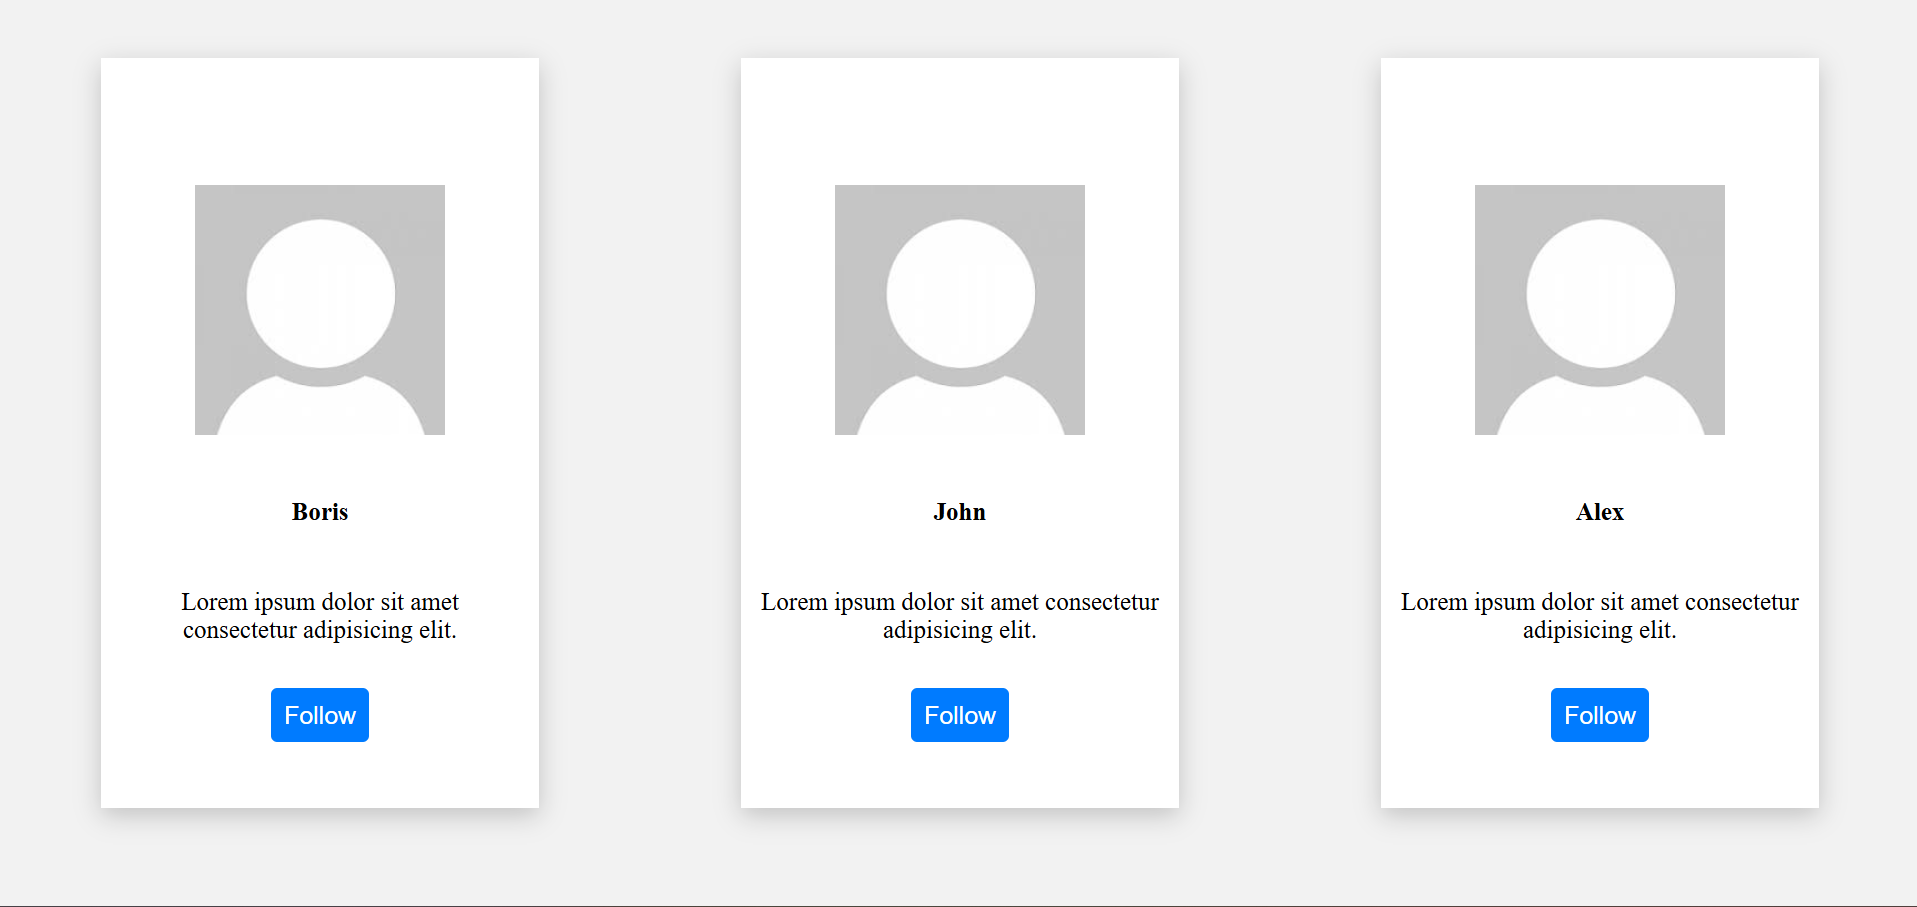 Boris
Lorem ipsum dolor sit amet
consectetur adipisicing elit.
Follow
John
Lorem ipsum dolor sit amet consectetur
adipisicing elit.
Follow
Alex
Lorem ipsum dolor sit amet consectetur
adipisicing elit.
Follow